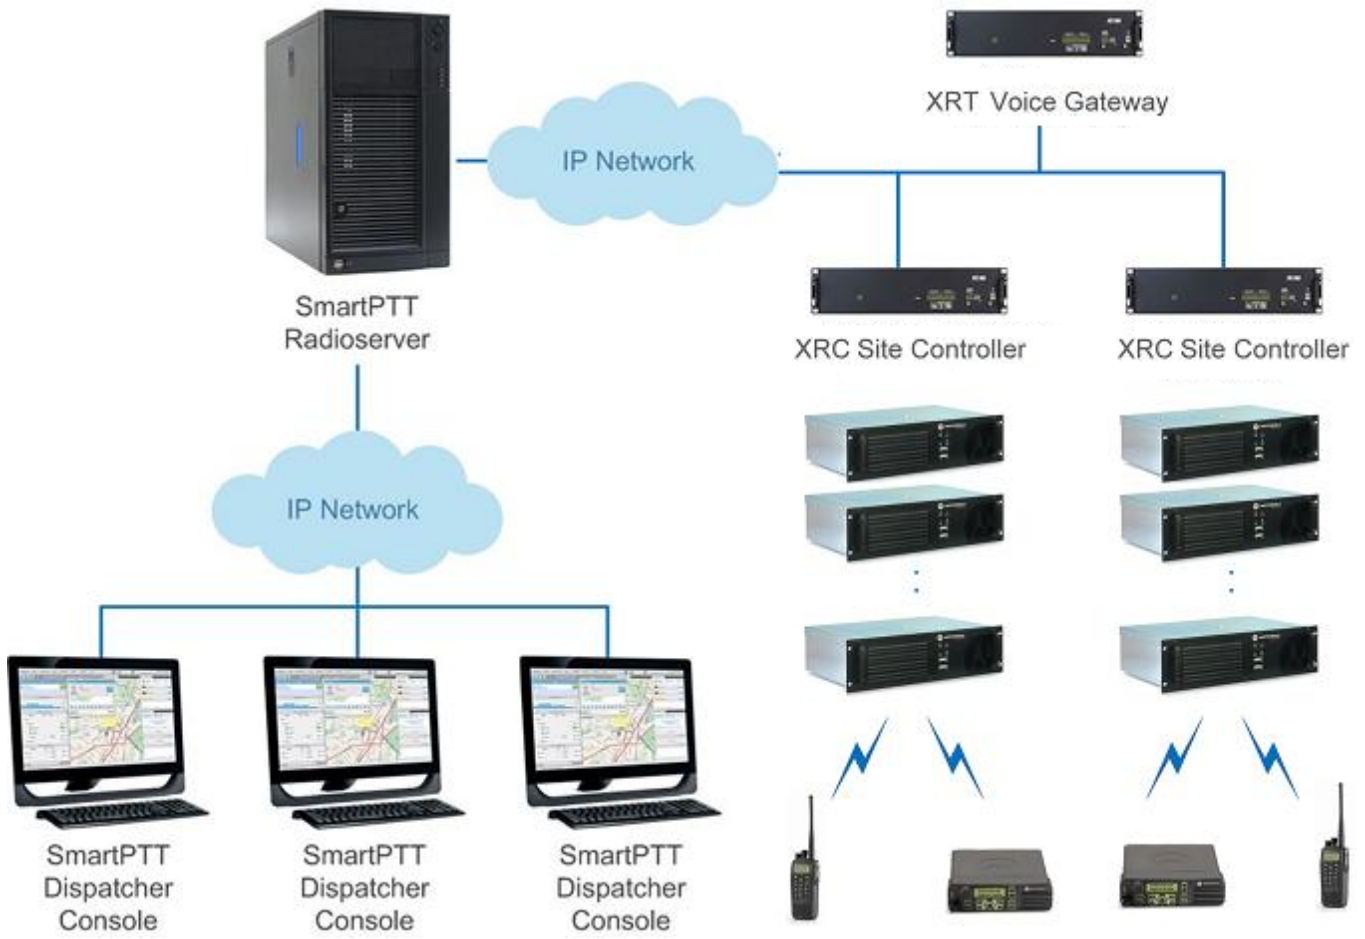 XRT Voice Gateway
IP Network
SmartPTT
Radioserver
XRC Site Controller
XRC Site Controller
IP Network
SmartPTT
Dispatcher
Console
SmartPTT
Dispatcher
Console
SmartPTT
Dispatcher
Console